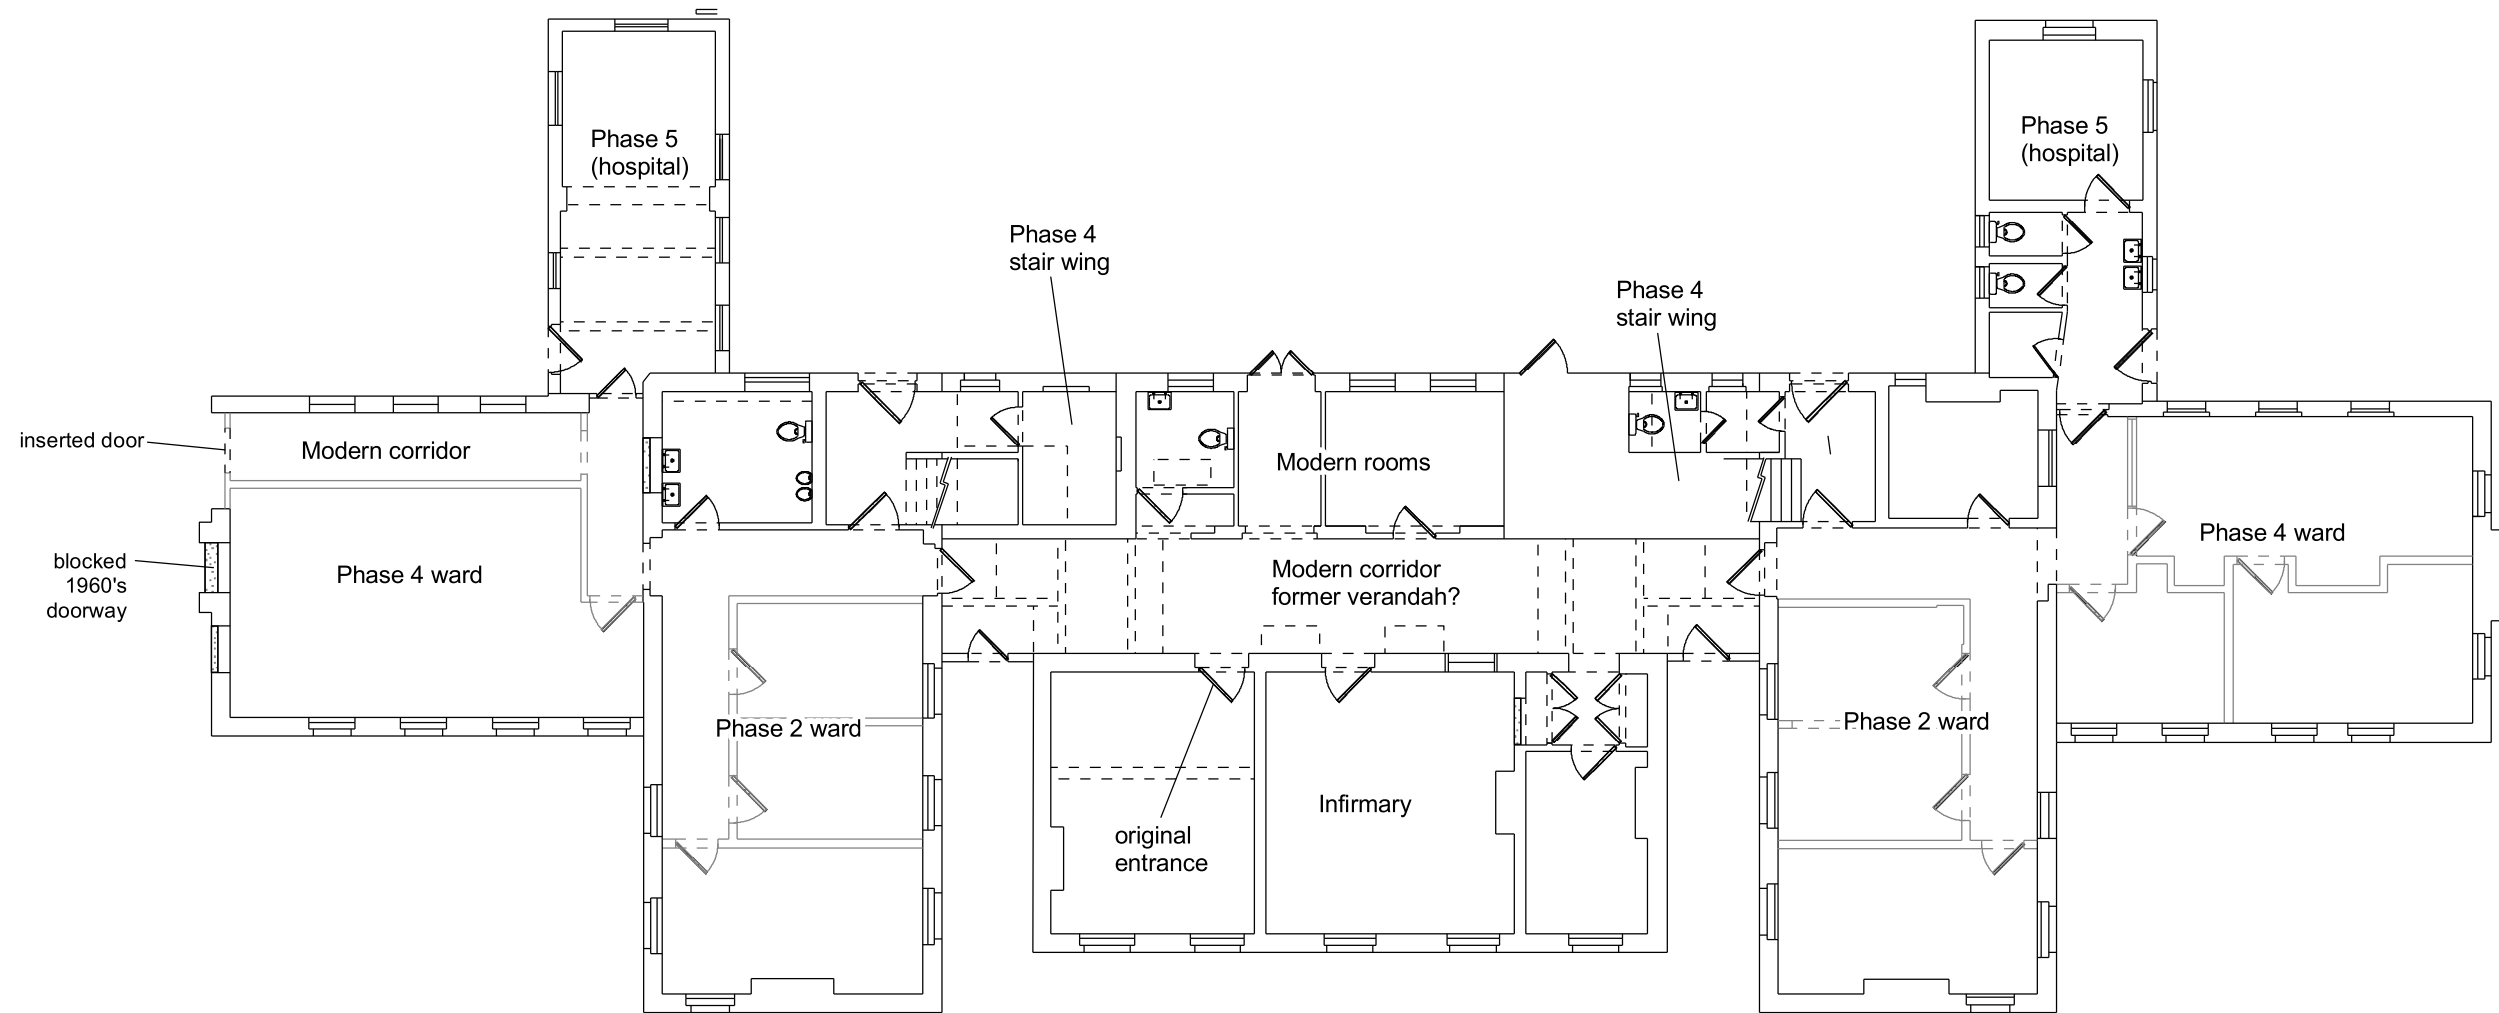 Phase 5
(hospital)
Phase 5
(hospital)
Phase 4
stair wing
Phase 4
stair wing
inserted door
Modern corridor
Modern rooms
Phase 4 ward
blocked
1960's
doorway
Phase 4 ward
Modern corridor
former verandah?
Phase 2 ward
Phase 2 ward
Infirmary
original
entrance